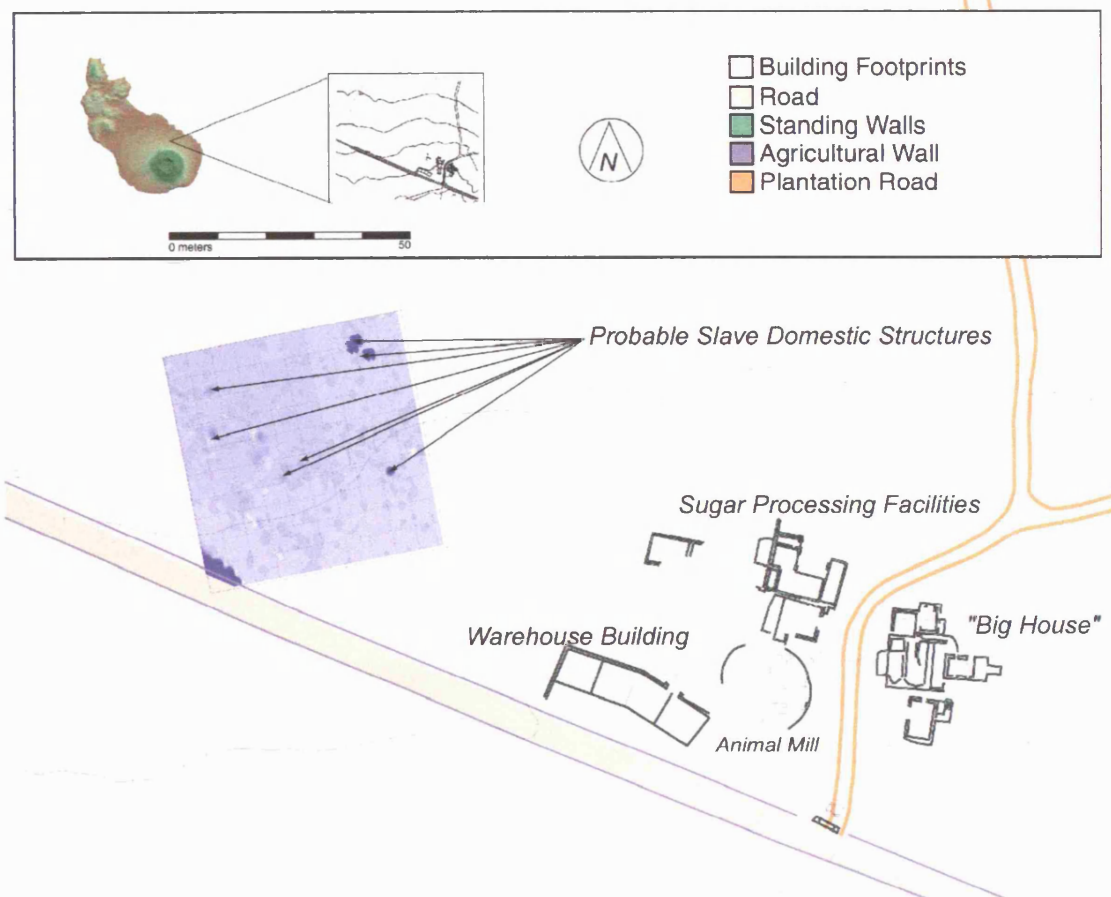 Building Footprints
Road
Standing Walls
Agricultural Wall
Plantation Road
N
0 meters 50
Probable Slave Domestic Structures
Sugar Processing Facilities
"Big House"
Warehouse Building
Animal Mill